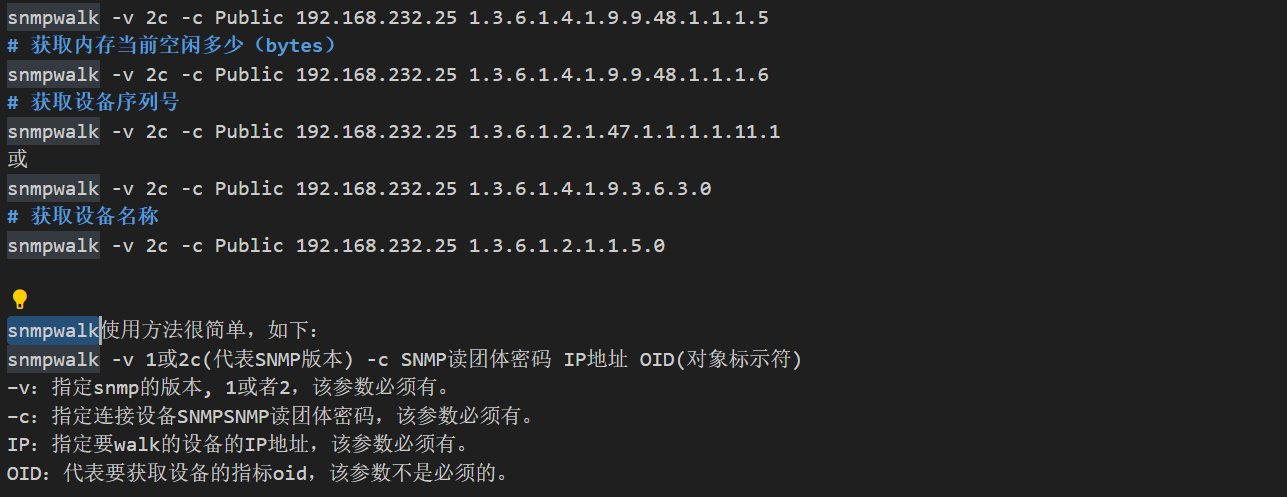 snmpwalk -v 2c -c Public 192.168.232.25 1.3.6.1.4.1.9.9.48.1.1.1.5
# 获取内存当前空闲多少（bytes）
snmpwalk -v 2c -c Public 192.168.232.25 1.3.6.1.4.1.9.9.48.1.1.1.6
# 获取设备序列号
snmpwalk -v 2c -c Public 192.168.232.25 1.3.6.1.2.1.47.1.1.1.1.11.1
或
snmpwalk -v 2c -c Public 192.168.232.25 1.3.6.1.4.1.9.3.6.3.0
# 获取设备名称
snmpwalk -v 2c -c Public 192.168.232.25 1.3.6.1.2.1.1.5.0
snmpwalk使用方法很简单，如下：
snmpwalk -v 1或2c(代表SNMP版本) -c SNMP读团体密码 IP地址 OID(对象标示符)
–v：指定snmp的版本, 1或者2，该参数必须有。
–c：指定连接设备SNMPSNMP读团体密码，该参数必须有。
IP：指定要walk的设备的IP地址，该参数必须有。
OID：代表要获取设备的指标oid，该参数不是必须的。